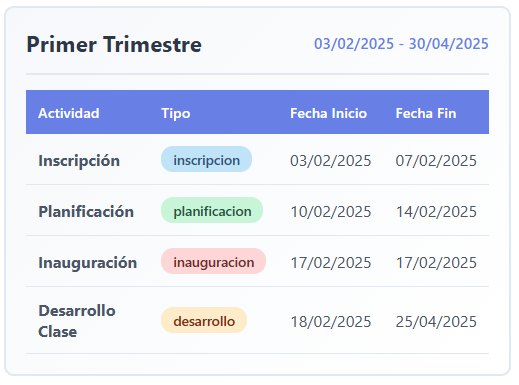 Primer Trimestre 03/02/2025 - 30/04/2025
Actividad Tipo Fecha Inicio Fecha Fin
Inscripción inscripcion 03/02/2025 07/02/2025
Planificación planificacion 10/02/2025 14/02/2025
Inauguración inauguracion 17/02/2025 17/02/2025
Desarrollo
Clase desarrollo 18/02/2025 25/04/2025